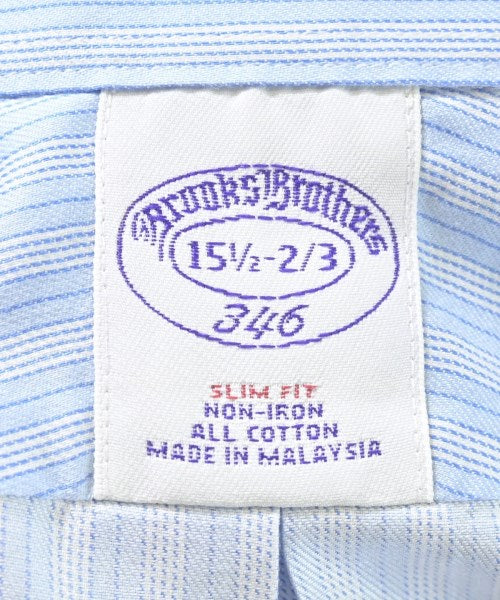 Brooks Brothers
15½-2/3
346
SLIM FIT
NON-IRON
ALL COTTON
MADE IN MALAYSIA